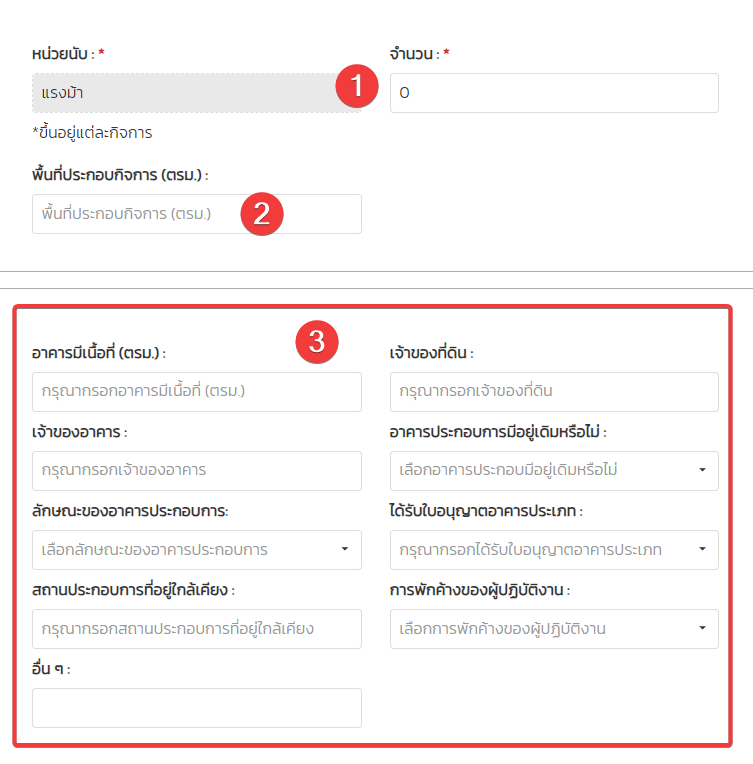 หน่วยนับ : * จำนวน : *
แรงม้า 1 0
*ขึ้นอยู่แต่ละกิจการ
พื้นที่ประกอบกิจการ (ตรม.) :
พื้นที่ประกอบกิจการ (ตรม.) 2
3
อาคารมีเนื้อที่ (ตรม.) : เจ้าของที่ดิน :
กรุณากรอกอาคารมีเนื้อที่ (ตรม.) กรุณากรอกเจ้าของที่ดิน
เจ้าของอาคาร : อาคารประกอบการมีอยู่เดิมหรือไม่ :
กรุณากรอกเจ้าของอาคาร เลือกอาคารประกอบมีอยู่เดิมหรือไม่
ลักษณะของอาคารประกอบการ: ได้รับใบอนุญาตอาคารประเภท :
เลือกลักษณะของอาคารประกอบการ กรุณากรอกได้รับใบอนุญาตอาคารประเภท
สถานประกอบการที่อยู่ใกล้เคียง : การพักค้างของผู้ปฏิบัติงาน :
กรุณากรอกสถานประกอบการที่อยู่ใกล้เคียง เลือกการพักค้างของผู้ปฏิบัติงาน
อื่น ๆ :